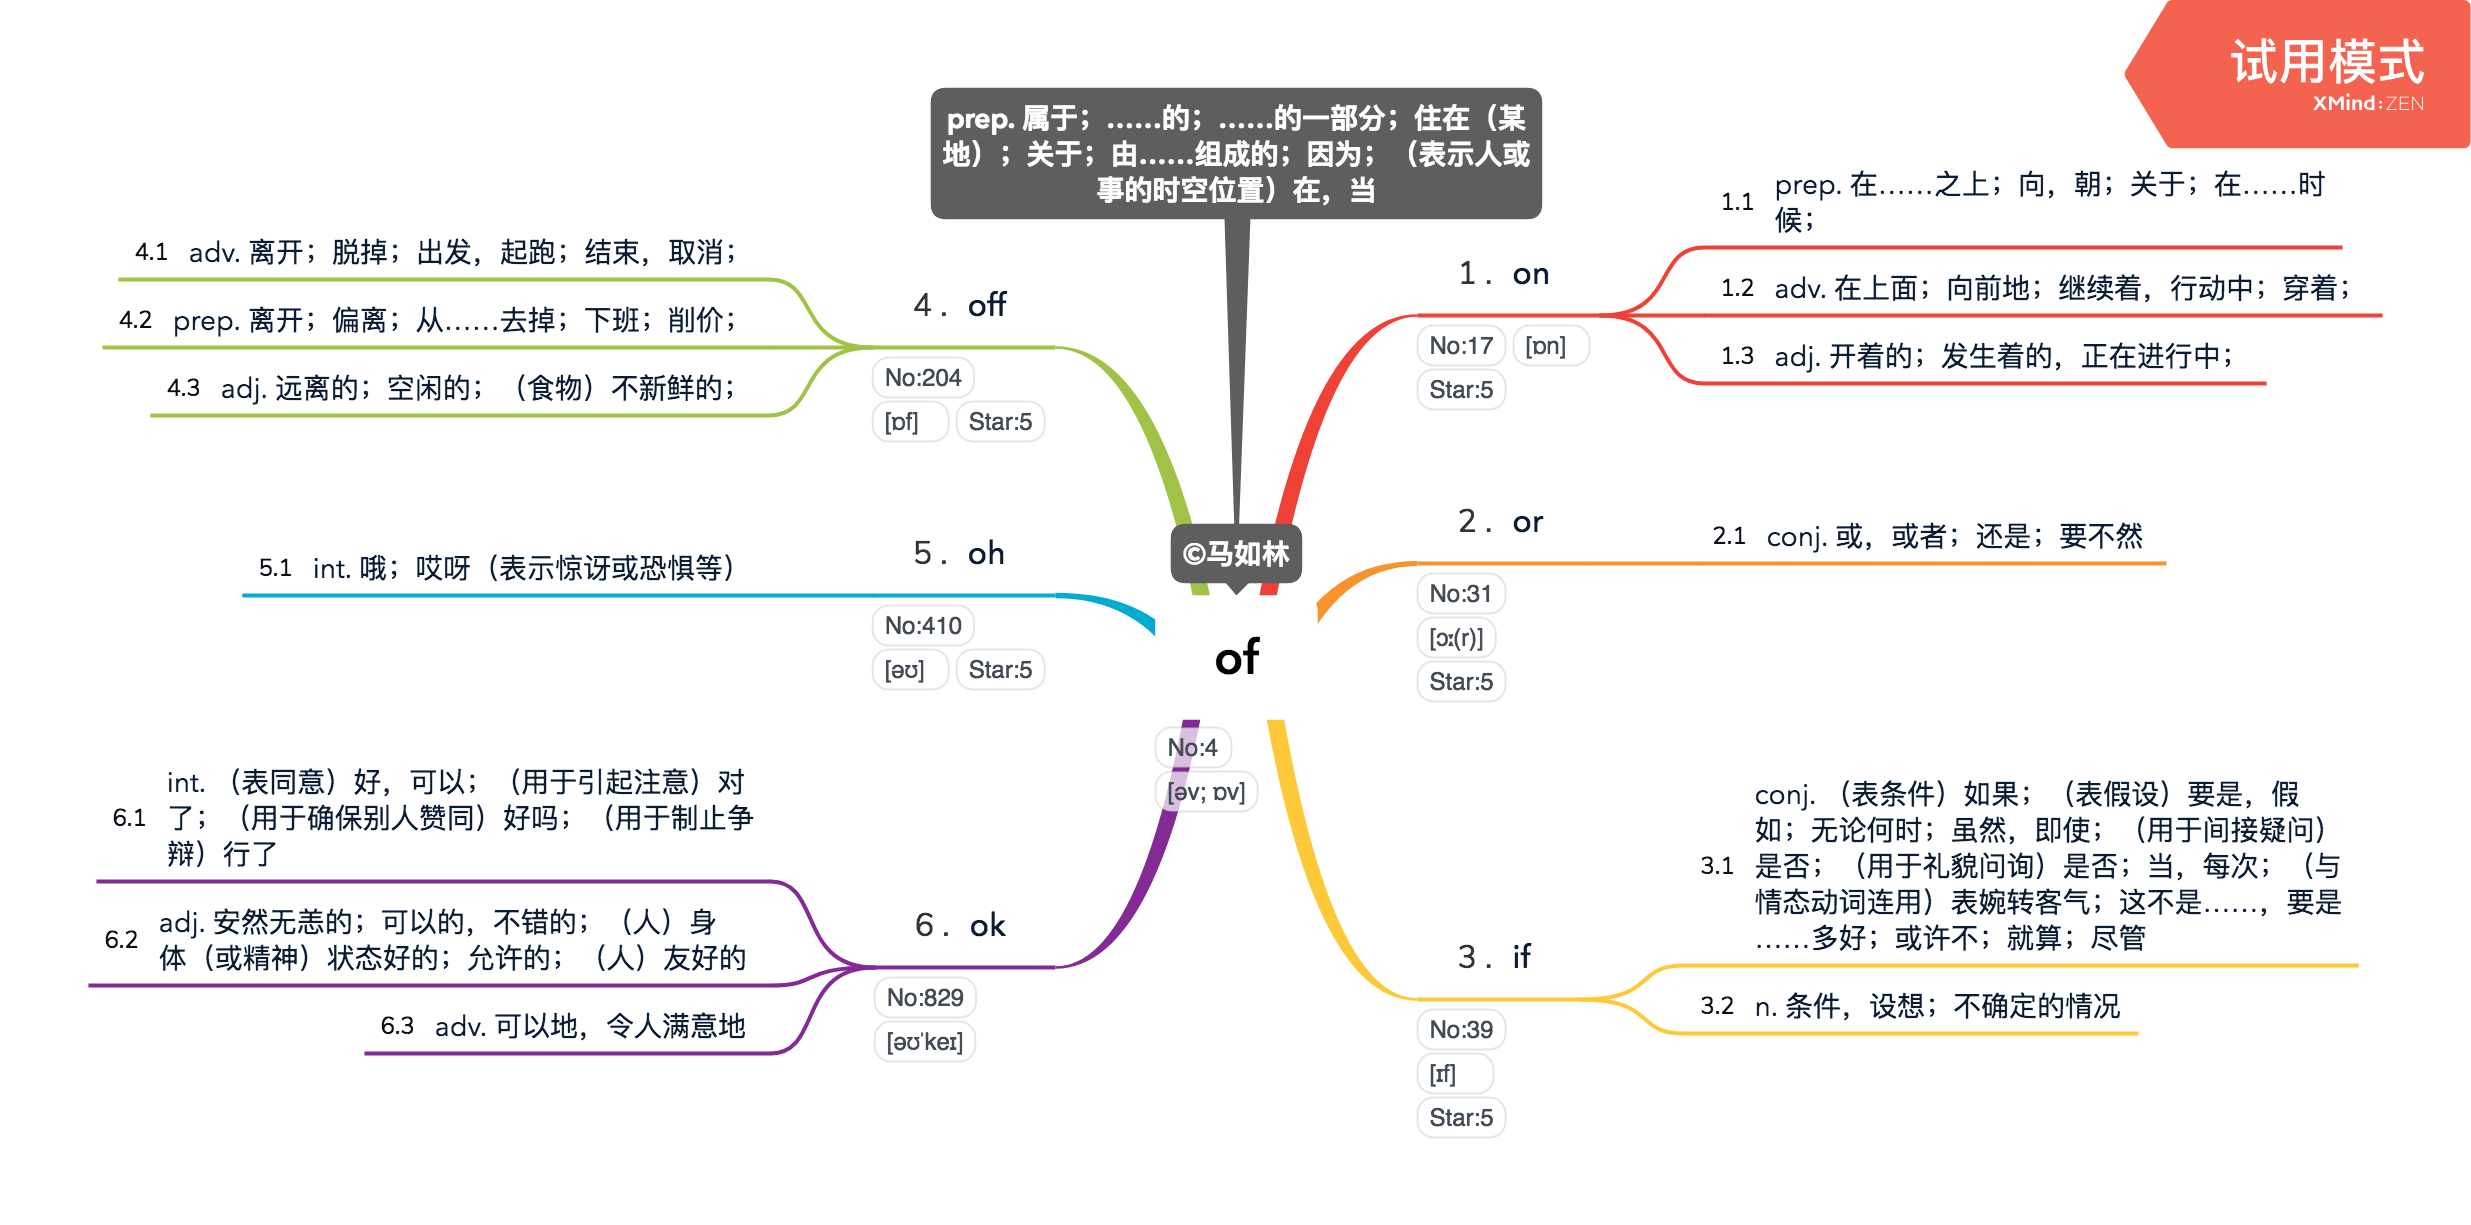 试用模式
XMind:ZEN
prep. 属于；……的；……的一部分；住在（某
地）；关于；由……组成的；因为；（表示人或
事的时空位置）在，当
©马如林
of
No:4
[əv; ɒv]
1. on
No:17 [ɒn]
Star:5
1.1 prep. 在……之上；向，朝；关于；在……时
候；
1.2 adv. 在上面；向前地；继续着，行动中；穿着；
1.3 adj. 开着的；发生着的，正在进行中；
2. or
No:31
[ɔː(r)]
Star:5
2.1 conj. 或，或者；还是；要不然
3. if
No:39
[ɪf]
Star:5
3.1 conj. （表条件）如果；（表假设）要是，假
如；无论何时；虽然，即使；（用于间接疑问）
是否；（用于礼貌问询）是否；当，每次；（与
情态动词连用）表婉转客气；这不是……，要是
……多好；或许不；就算；尽管
3.2 n. 条件，设想；不确定的情况
4. off
No:204
[ɒf] Star:5
4.1 adv. 离开；脱掉；出发，起跑；结束，取消；
4.2 prep. 离开；偏离；从……去掉；下班；削价；
4.3 adj. 远离的；空闲的；（食物）不新鲜的；
5. oh
No:410
[əʊ] Star:5
5.1 int. 哦；哎呀（表示惊讶或恐惧等）
6. ok
No:829
[əʊˈkeɪ]
6.1 int. （表同意）好，可以；（用于引起注意）对
了；（用于确保别人赞同）好吗；（用于制止争
辩）行了
6.2 adj. 安然无恙的；可以的，不错的；（人）身
体（或精神）状态好的；允许的；（人）友好的
6.3 adv. 可以地，令人满意地